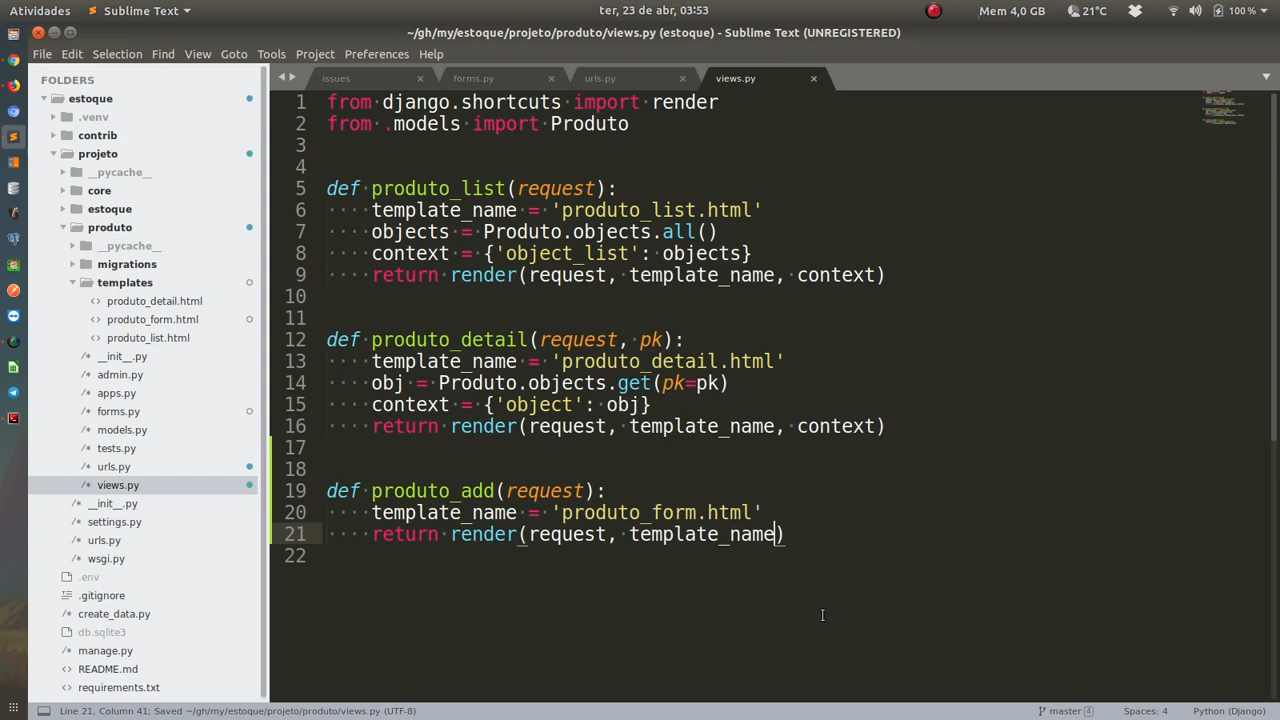 Atividades
Sublime Text
ter, 23 de abr, 03:53
Mem 4,0 GB
21°C
100 %
~/gh/my/estoque/projeto/produto/views.py (estoque) - Sublime Text (UNREGISTERED)
File Edit Selection Find View Goto Tools Project Preferences Help
FOLDERS
estoque
.venv
contrib
projeto
__pycache__
core
estoque
produto
__pycache__
migrations
templates
produto_detail.html
produto_form.html
produto_list.html
__init__.py
admin.py
apps.py
forms.py
models.py
tests.py
urls.py
views.py
__init__.py
settings.py
urls.py
wsgi.py
.env
.gitignore
create_data.py
db.sqlite3
manage.py
README.md
requirements.txt
issues
forms.py
urls.py
views.py
1 from django.shortcuts import render
2 from .models import Produto
3
4
5 def produto_list(request):
6 template_name = 'produto_list.html'
7 objects = Produto.objects.all()
8 context = {'object_list': objects}
9 return render(request, template_name, context)
10
11
12 def produto_detail(request, pk):
13 template_name = 'produto_detail.html'
14 obj = Produto.objects.get(pk=pk)
15 context = {'object': obj}
16 return render(request, template_name, context)
17
18
19 def produto_add(request):
20 template_name = 'produto_form.html'
21 return render(request, template_name)
22
Line 21, Column 41; Saved ~/gh/my/estoque/projeto/produto/views.py (UTF-8)
master 4
Spaces: 4
Python (Django)